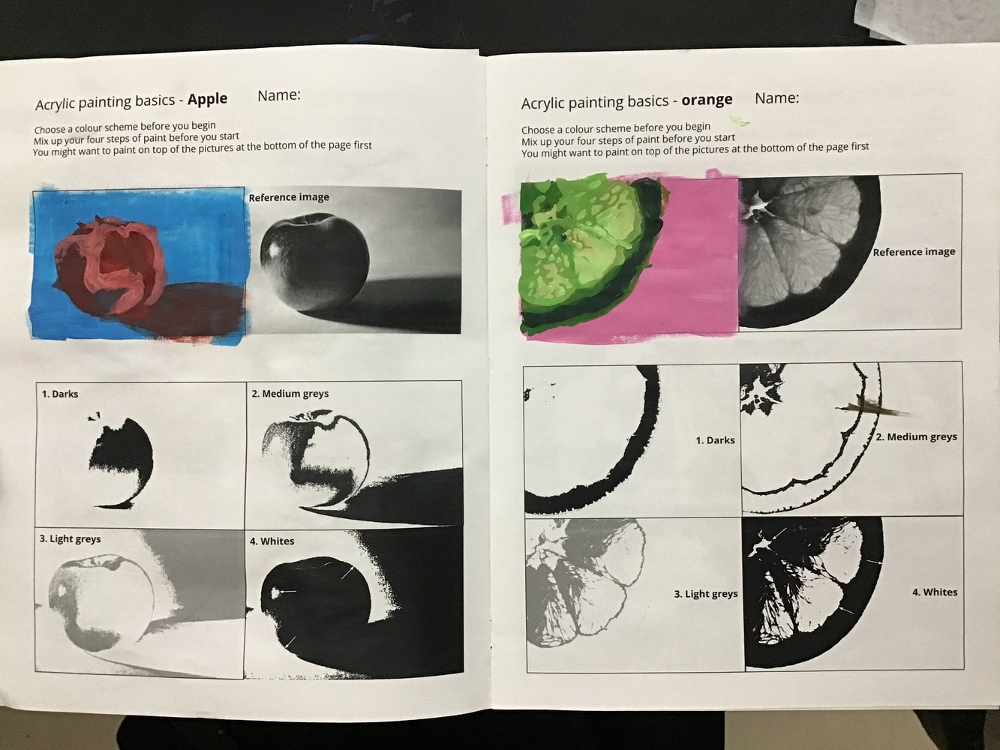 Acrylic painting basics - Apple Name:
Choose a colour scheme before you begin
Mix up your four steps of paint before you start
You might want to paint on top of the pictures at the bottom of the page first
Paint here
Reference image
1. Darks
2. Medium greys
3. Light greys
4. Whites
Acrylic painting basics - orange Name:
Choose a colour scheme before you begin
Mix up your four steps of paint before you start
You might want to paint on top of the pictures at the bottom of the page first
Reference image
1. Darks
2. Medium greys
3. Light greys
4. Whites